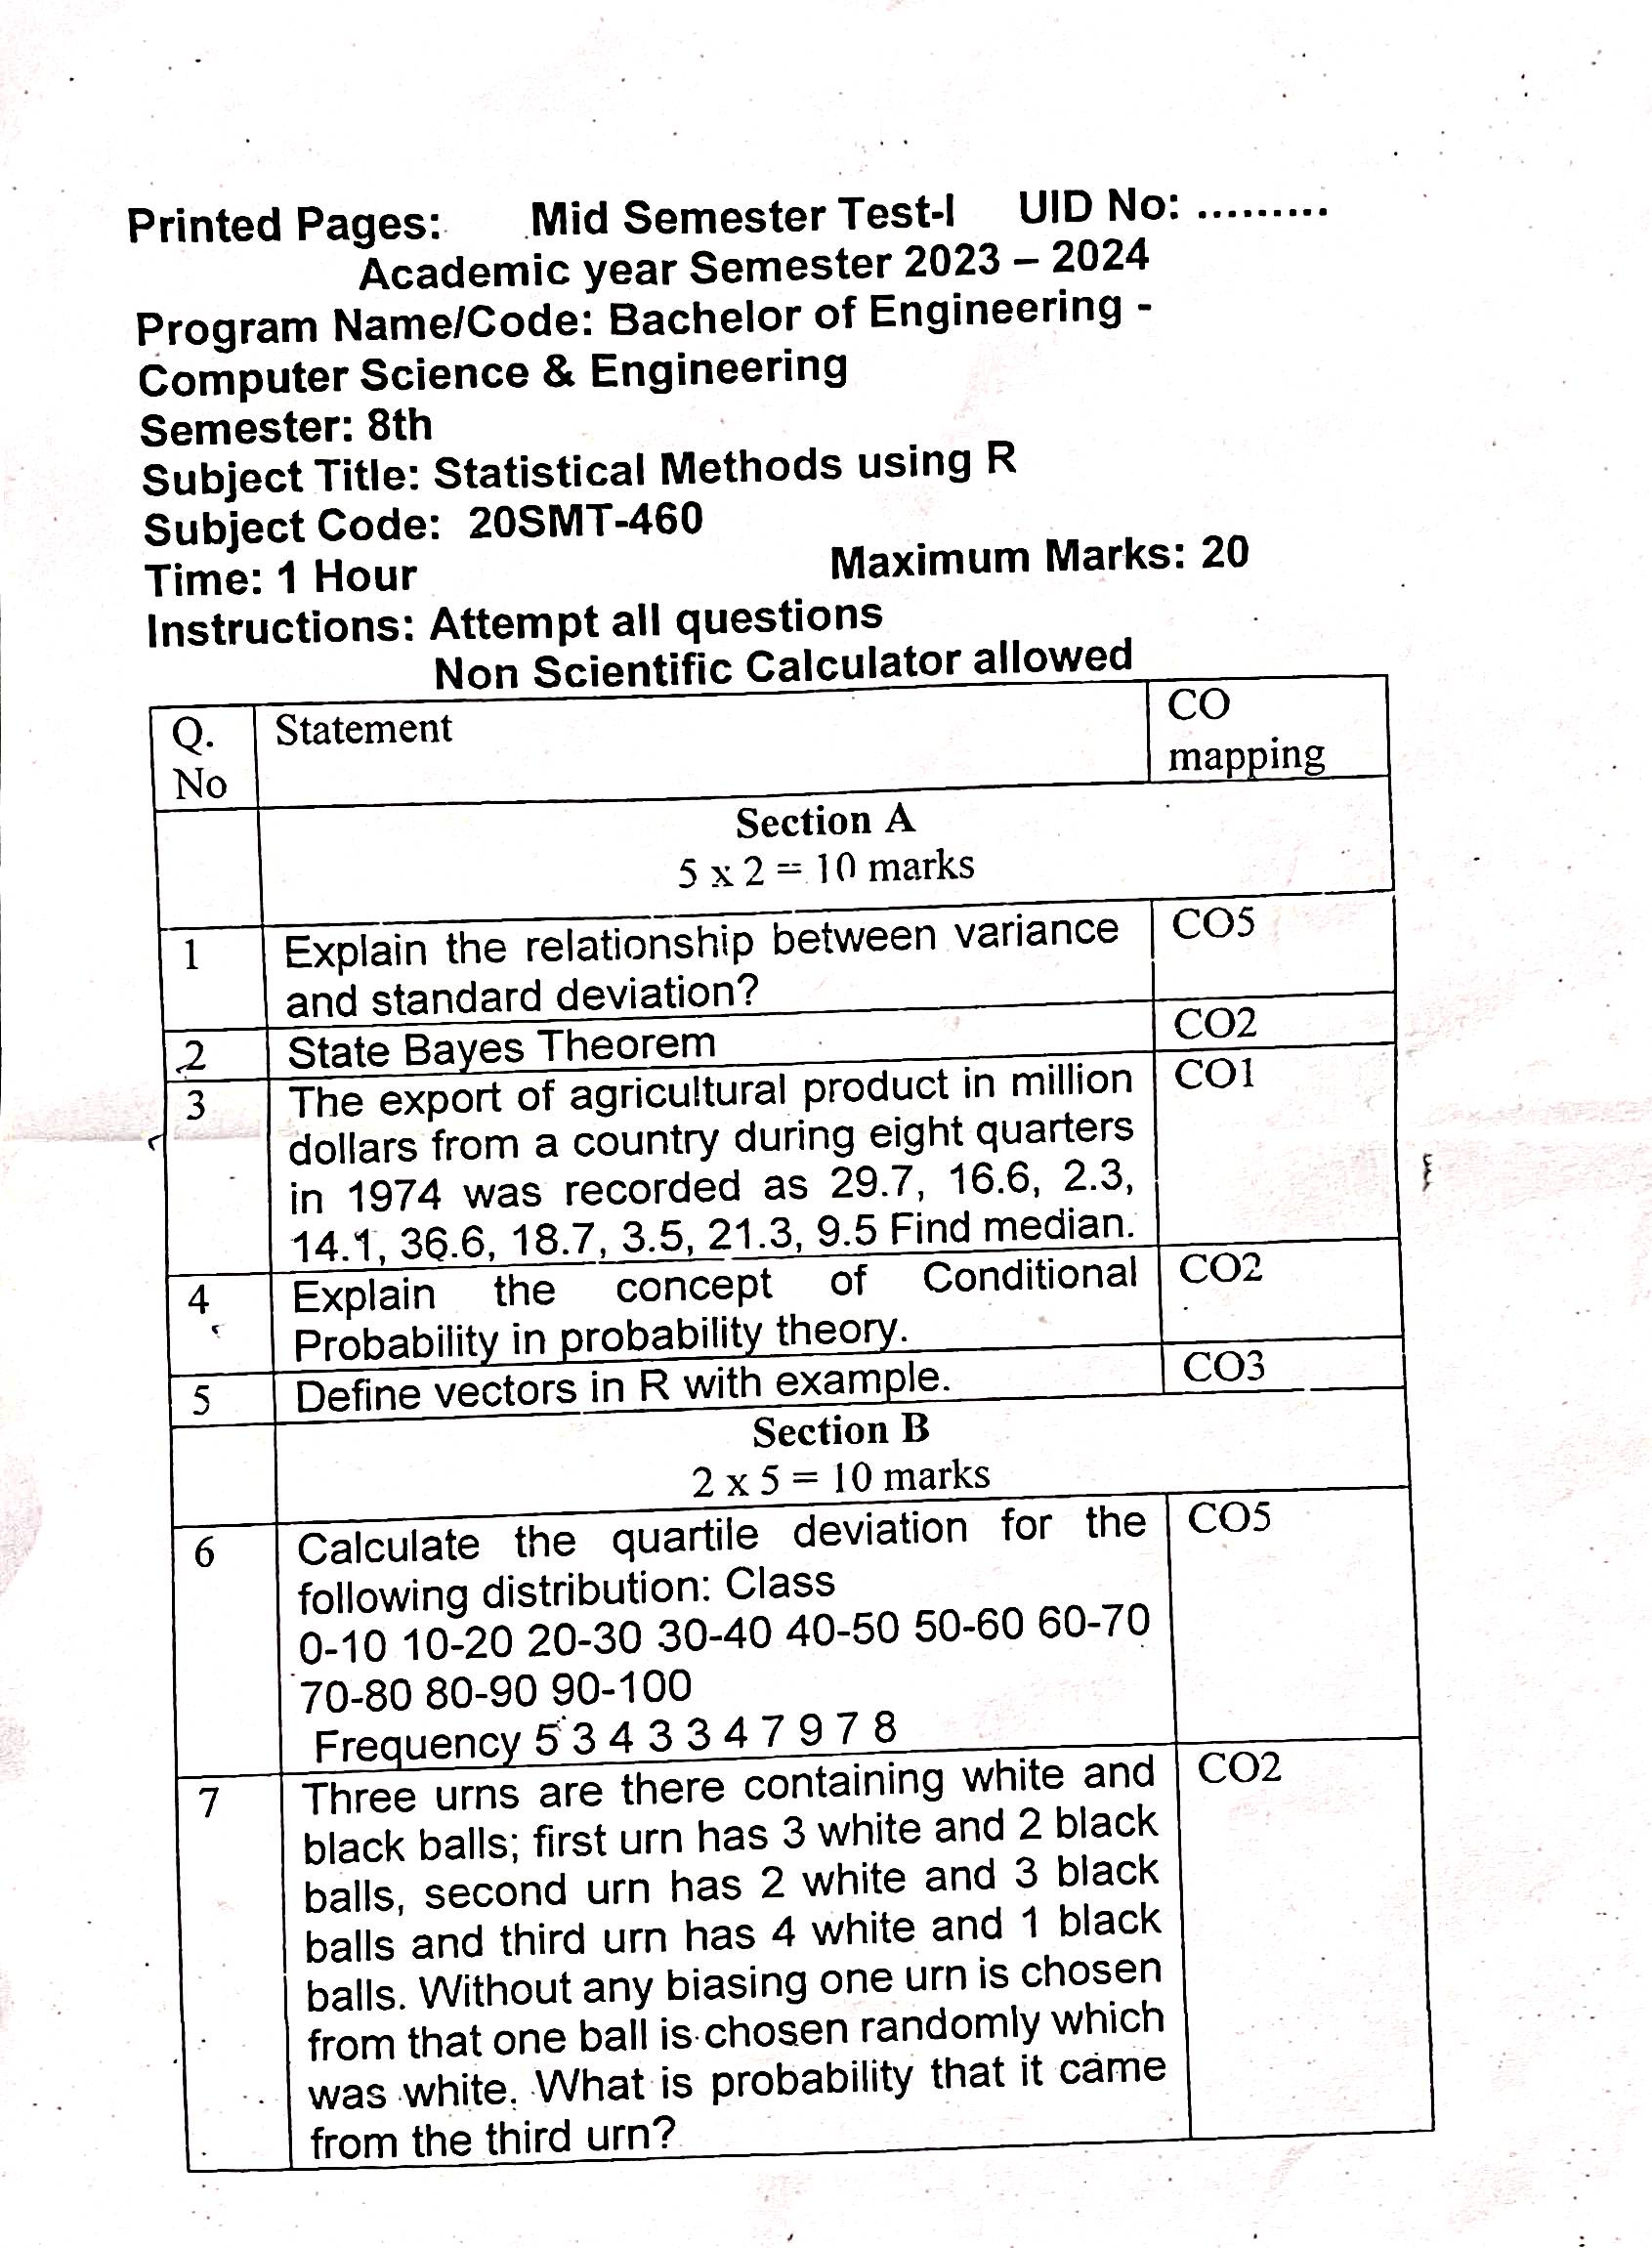 Printed Pages: Mid Semester Test-I UID No: .........
Academic year Semester 2023 – 2024
Program Name/Code: Bachelor of Engineering -
Computer Science & Engineering
Semester: 8th
Subject Title: Statistical Methods using R
Subject Code: 20SMT-460
Time: 1 Hour Maximum Marks: 20
Instructions: Attempt all questions
Non Scientific Calculator allowed
Q. No Statement CO mapping
Section A
5 x 2 = 10 marks
1 Explain the relationship between variance CO5
and standard deviation?
2 State Bayes Theorem CO2
3 The export of agricultural product in million CO1
dollars from a country during eight quarters
in 1974 was recorded as 29.7, 16.6, 2.3,
14.1, 36.6, 18.7, 3.5, 21.3, 9.5 Find median.
4 Explain the concept of Conditional CO2
Probability in probability theory.
5 Define vectors in R with example. CO3
Section B
2 x 5 = 10 marks
6 Calculate the quartile deviation for the CO5
following distribution: Class
0-10 10-20 20-30 30-40 40-50 50-60 60-70
70-80 80-90 90-100
Frequency 5 3 4 3 3 4 7 9 7 8
7 Three urns are there containing white and CO2
black balls; first urn has 3 white and 2 black
balls, second urn has 2 white and 3 black
balls and third urn has 4 white and 1 black
balls. Without any biasing one urn is chosen
from that one ball is chosen randomly which
was white. What is probability that it came
from the third urn?